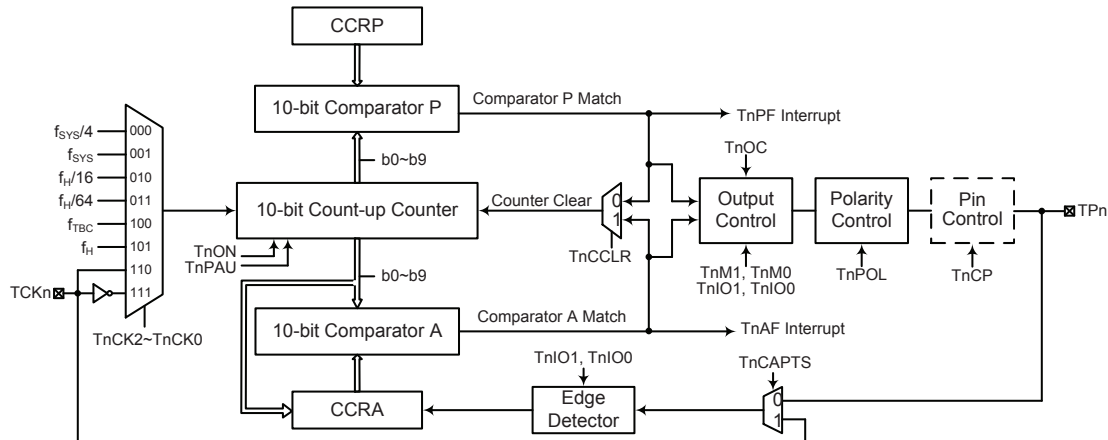 CCRP
10-bit Comparator P
Comparator P Match
TnPF Interrupt
b0~b9
TnOC
fSYS/4
000
fSYS
001
fH/16
010
fH/64
011
fTBC
100
fH
101
110
111
TCKn
TnCK2~TnCK0
10-bit Count-up Counter
TnON
TnPAU
Counter Clear
0
1
TnCCLR
Output
Control
TnM1, TnM0
TnIO1, TnIO0
Polarity
Control
TnPOL
Pin
Control
TnCP
TPn
b0~b9
10-bit Comparator A
Comparator A Match
TnAF Interrupt
CCRA
TnIO1, TnIO0
Edge
Detector
TnCAPTS
0
1